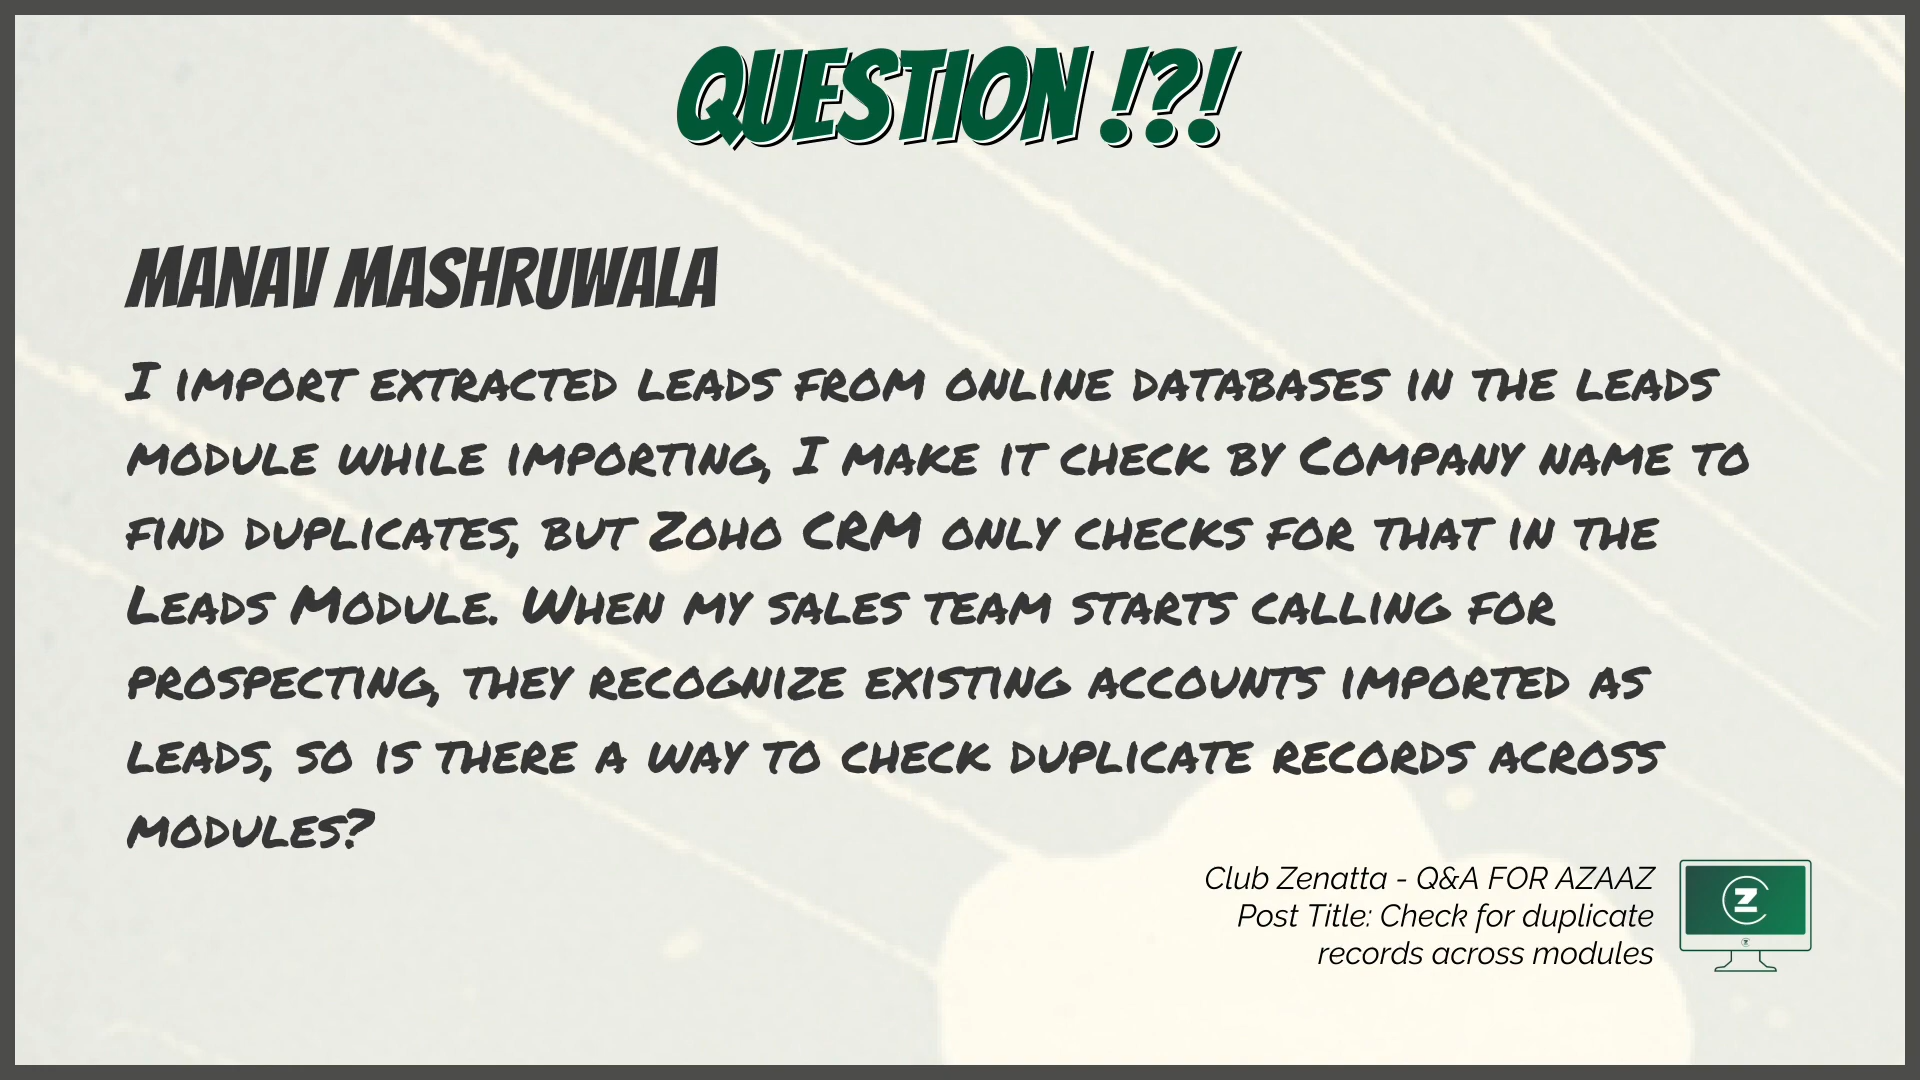 QUESTION !?!
MANAV MASHRUWALA
I import extracted leads from online databases in the leads
module while importing, I make it check by Company name to
find duplicates, but Zoho CRM only checks for that in the
Leads Module. When my sales team starts calling for
prospecting, they recognize existing accounts imported as
leads, so is there a way to check duplicate records across
modules?
Club Zenatta - Q&A FOR AZAAZ
Post Title: Check for duplicate
records across modules
Z